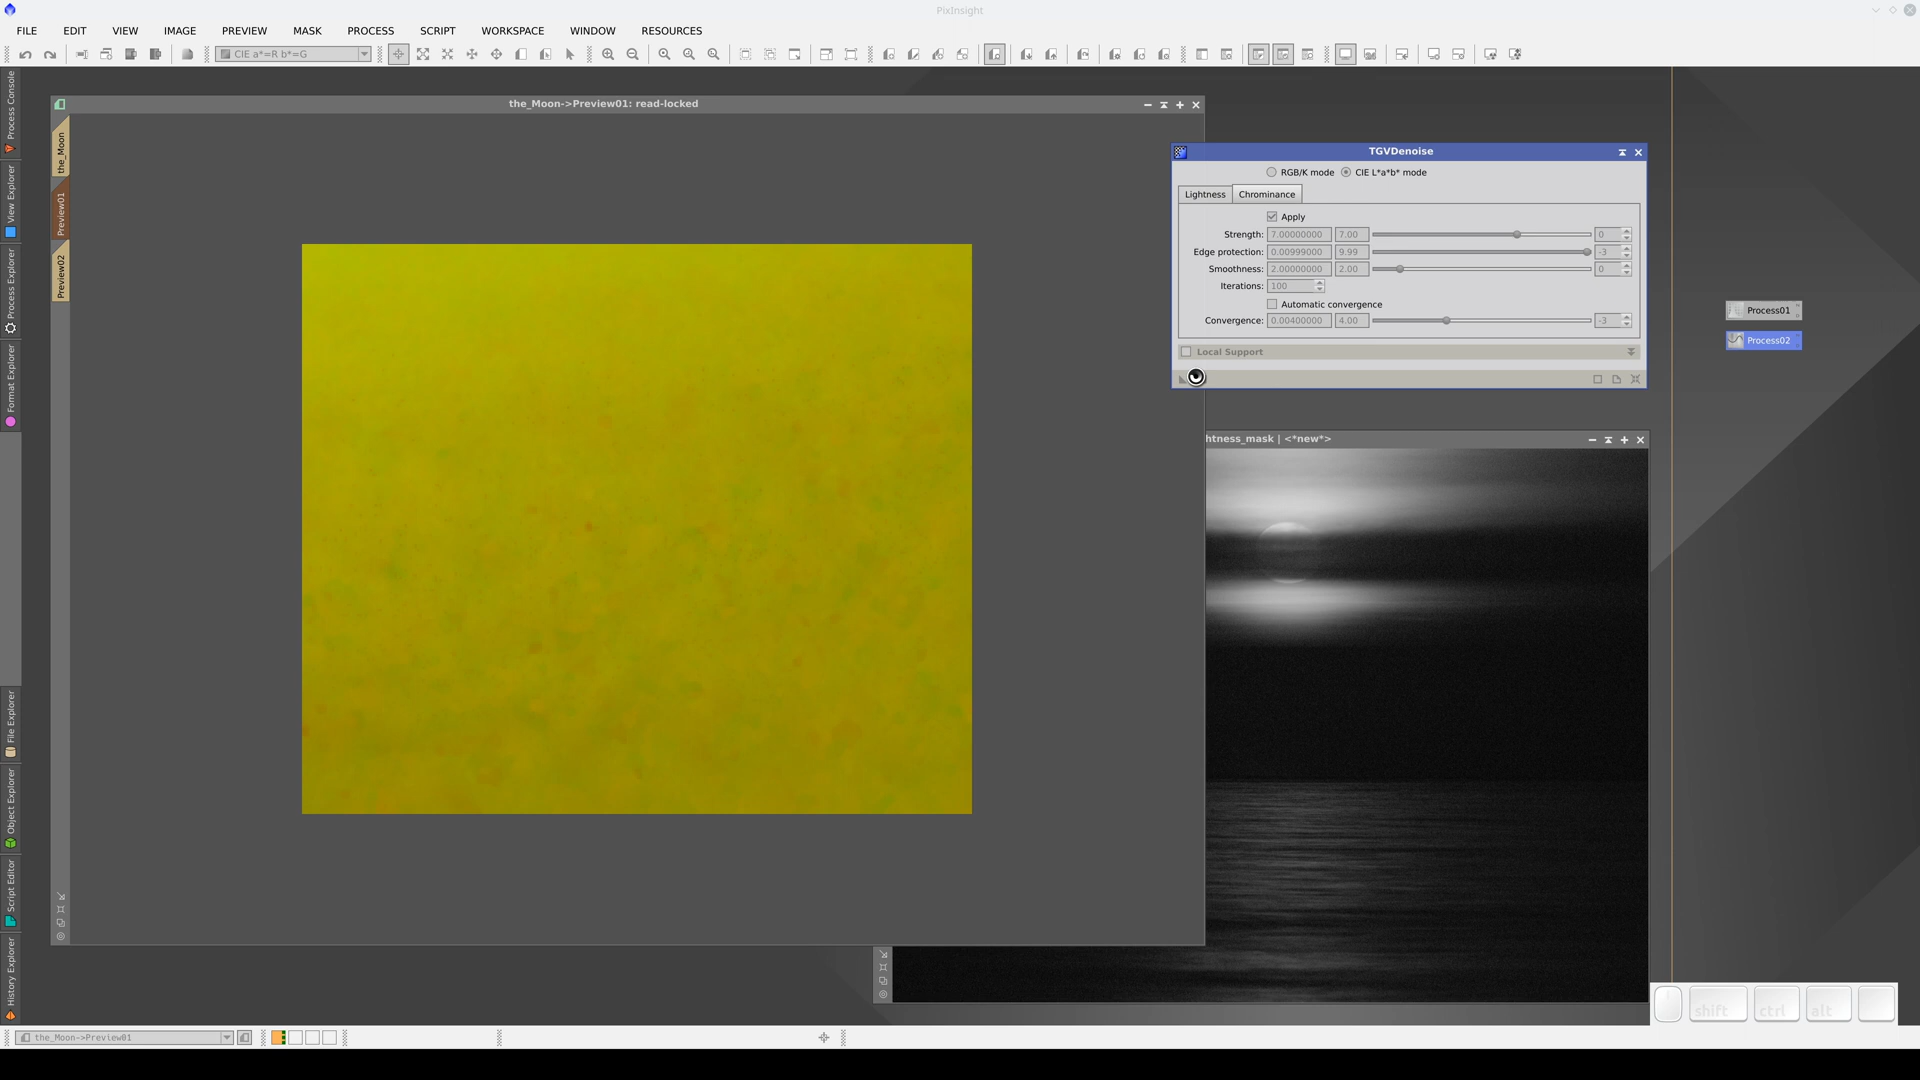 PixInsight
FILE EDIT VIEW IMAGE PREVIEW MASK PROCESS SCRIPT WORKSPACE WINDOW RESOURCES
CIE a*=R b*=G
Process Console
View Explorer
Process Explorer
Format Explorer
File Explorer
Object Explorer
Script Editor
History Explorer
the_Moon->Preview01: read-locked
the_Moon
Preview01
Preview02
TGVDenoise
RGB/K mode CIE L*a*b* mode
Lightness Chrominance
Apply
Strength: 7.00000000 7.00 0
Edge protection: 0.00999000 9.99 -3
Smoothness: 2.00000000 2.00 0
Iterations: 100
Automatic convergence
Convergence: 0.00400000 4.00 -3
Local Support
Process01
Process02
htness_mask | <*new*>
shift ctrl alt
the_Moon->Preview01